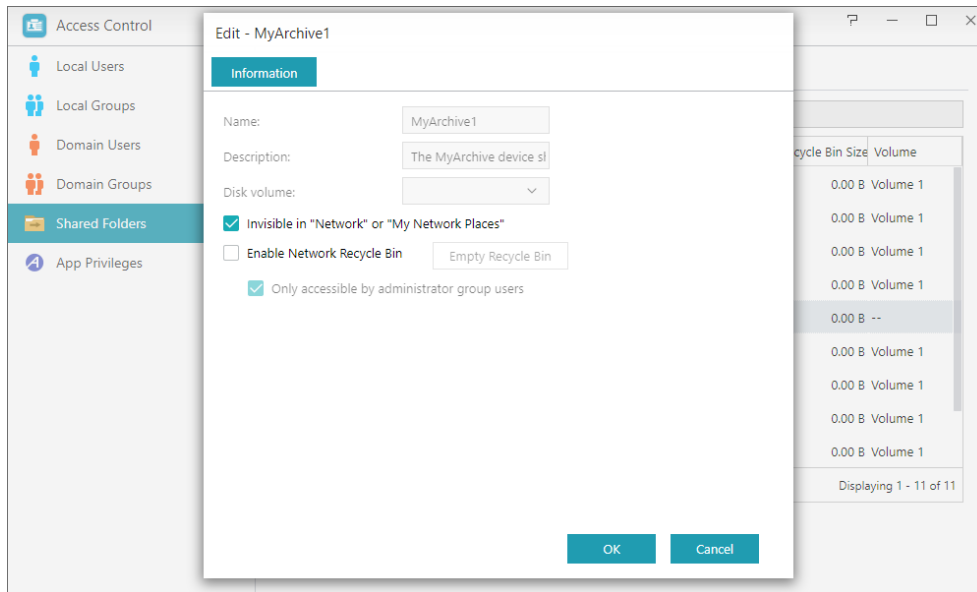 Access Control
Local Users
Local Groups
Domain Users
Domain Groups
Shared Folders
App Privileges
Edit - MyArchive1
Information
Name: MyArchive1
Description: The MyArchive device
Disk volume:
Invisible in "Network" or "My Network Places"
Enable Network Recycle Bin Empty Recycle Bin
Only accessible by administrator group users
OK Cancel
Bin Size Volume
0.00 B Volume 1
0.00 B Volume 1
0.00 B Volume 1
0.00 B Volume 1
0.00 B --
0.00 B Volume 1
0.00 B Volume 1
0.00 B Volume 1
0.00 B Volume 1
Displaying 1 - 11 of 11